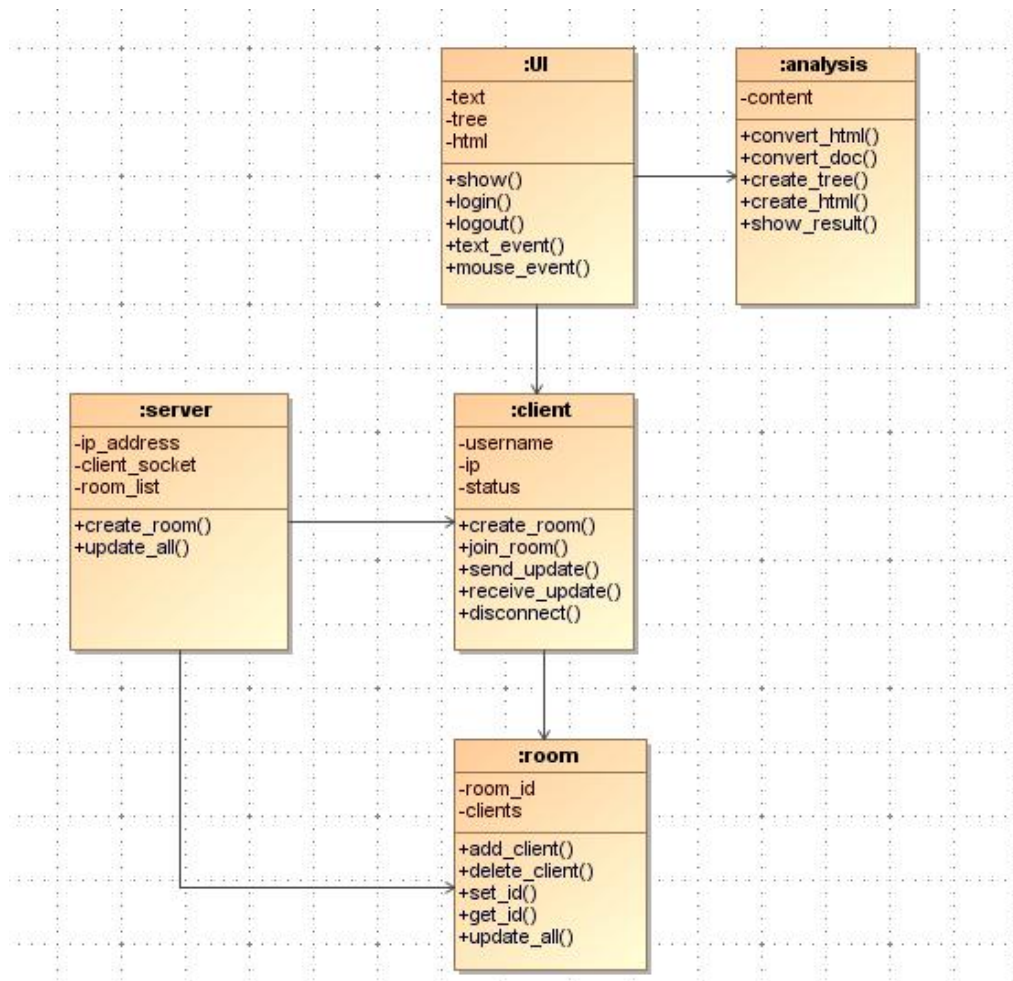 :UI
-text
-tree
-html
+show()
+login()
+logout()
+text_event()
+mouse_event()
:analysis
-content
+convert_html()
+convert_doc()
+create_tree()
+create_html()
+show_result()
:server
-ip_address
-client_socket
-room_list
+create_room()
+update_all()
:client
-username
-ip
-status
+create_room()
+join_room()
+send_update()
+receive_update()
+disconnect()
:room
-room_id
-clients
+add_client()
+delete_client()
+set_id()
+get_id()
+update_all()